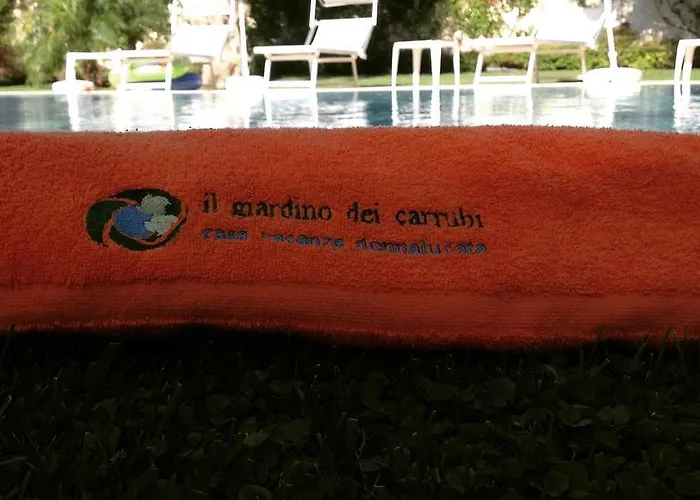 il giardino dei carrubi
casa vacanze donnalucata